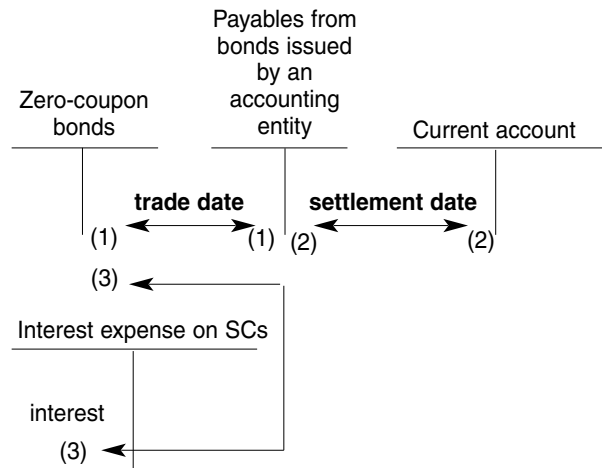 Payables from
bonds issued
by an
accounting
entity
Zero-coupon
bonds
Current account
trade date
settlement date
(1)
(1)
(2)
(2)
(3)
Interest expense on SCs
interest
(3)